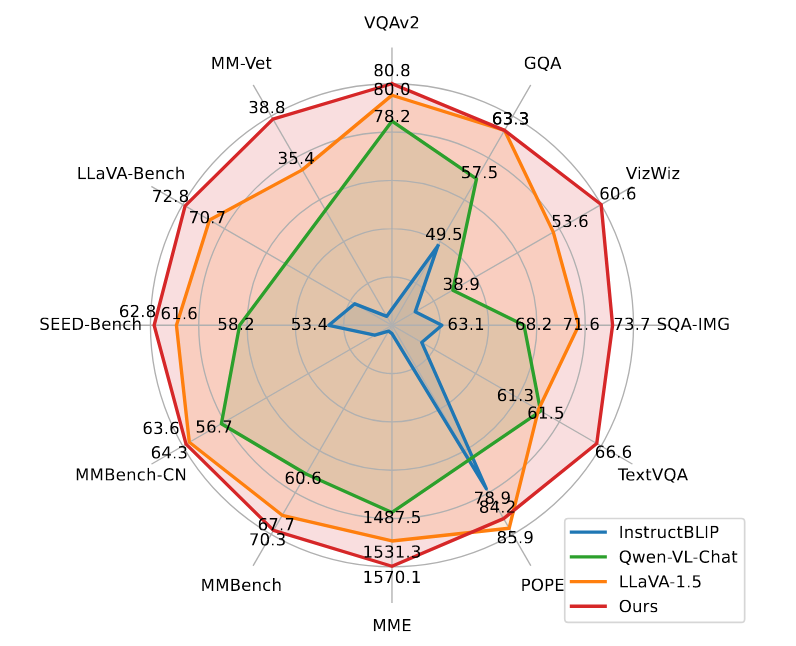 VQAv2
MM-Vet
GQA
80.8
80.0
38.8
78.2
63.3
35.4
LLaVA-Bench
57.5
VizWiz
72.8
60.6
70.7
53.6
49.5
38.9
62.8
61.6
SEED-Bench
58.2
53.4
63.1
68.2
71.6
73.7
SQA-IMG
61.3
61.5
63.6
56.7
64.3
66.6
MMBench-CN
60.6
TextVQA
78.9
84.2
1487.5
67.7
70.3
85.9
1531.3
1570.1
MMBench
POPE
MME
InstructBLIP
Qwen-VL-Chat
LLaVA-1.5
Ours